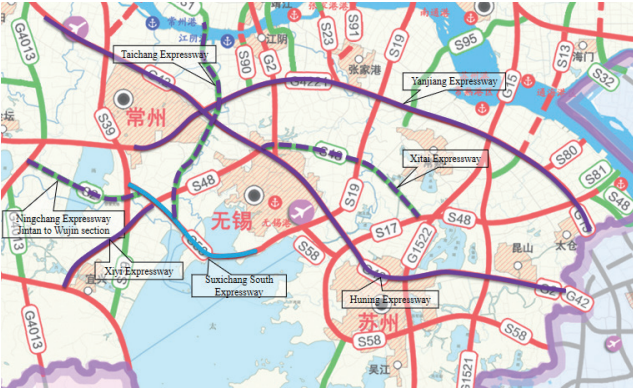 G4013
常州港
江阴港
靖江
张家港港
南通港
S90
G2
江阴
S23
S91
S19
S95
S13
海门
S32
Taichang Expressway
G42
张家港
G4221
Yanjiang Expressway
G15
S39
常州
S48
Xitai Expressway
S80
S81
S48
S48
无锡
无锡港
S19
S48
Ningchang Expressway
Jintan to Wujin section
S58
S17
G1522
昆山
太仓
Xiyi Expressway
Suxichang South
Expressway
Huning Expressway
G42
G2
G42
宜兴
G4013
苏州
S58
S58
吴江
S1521